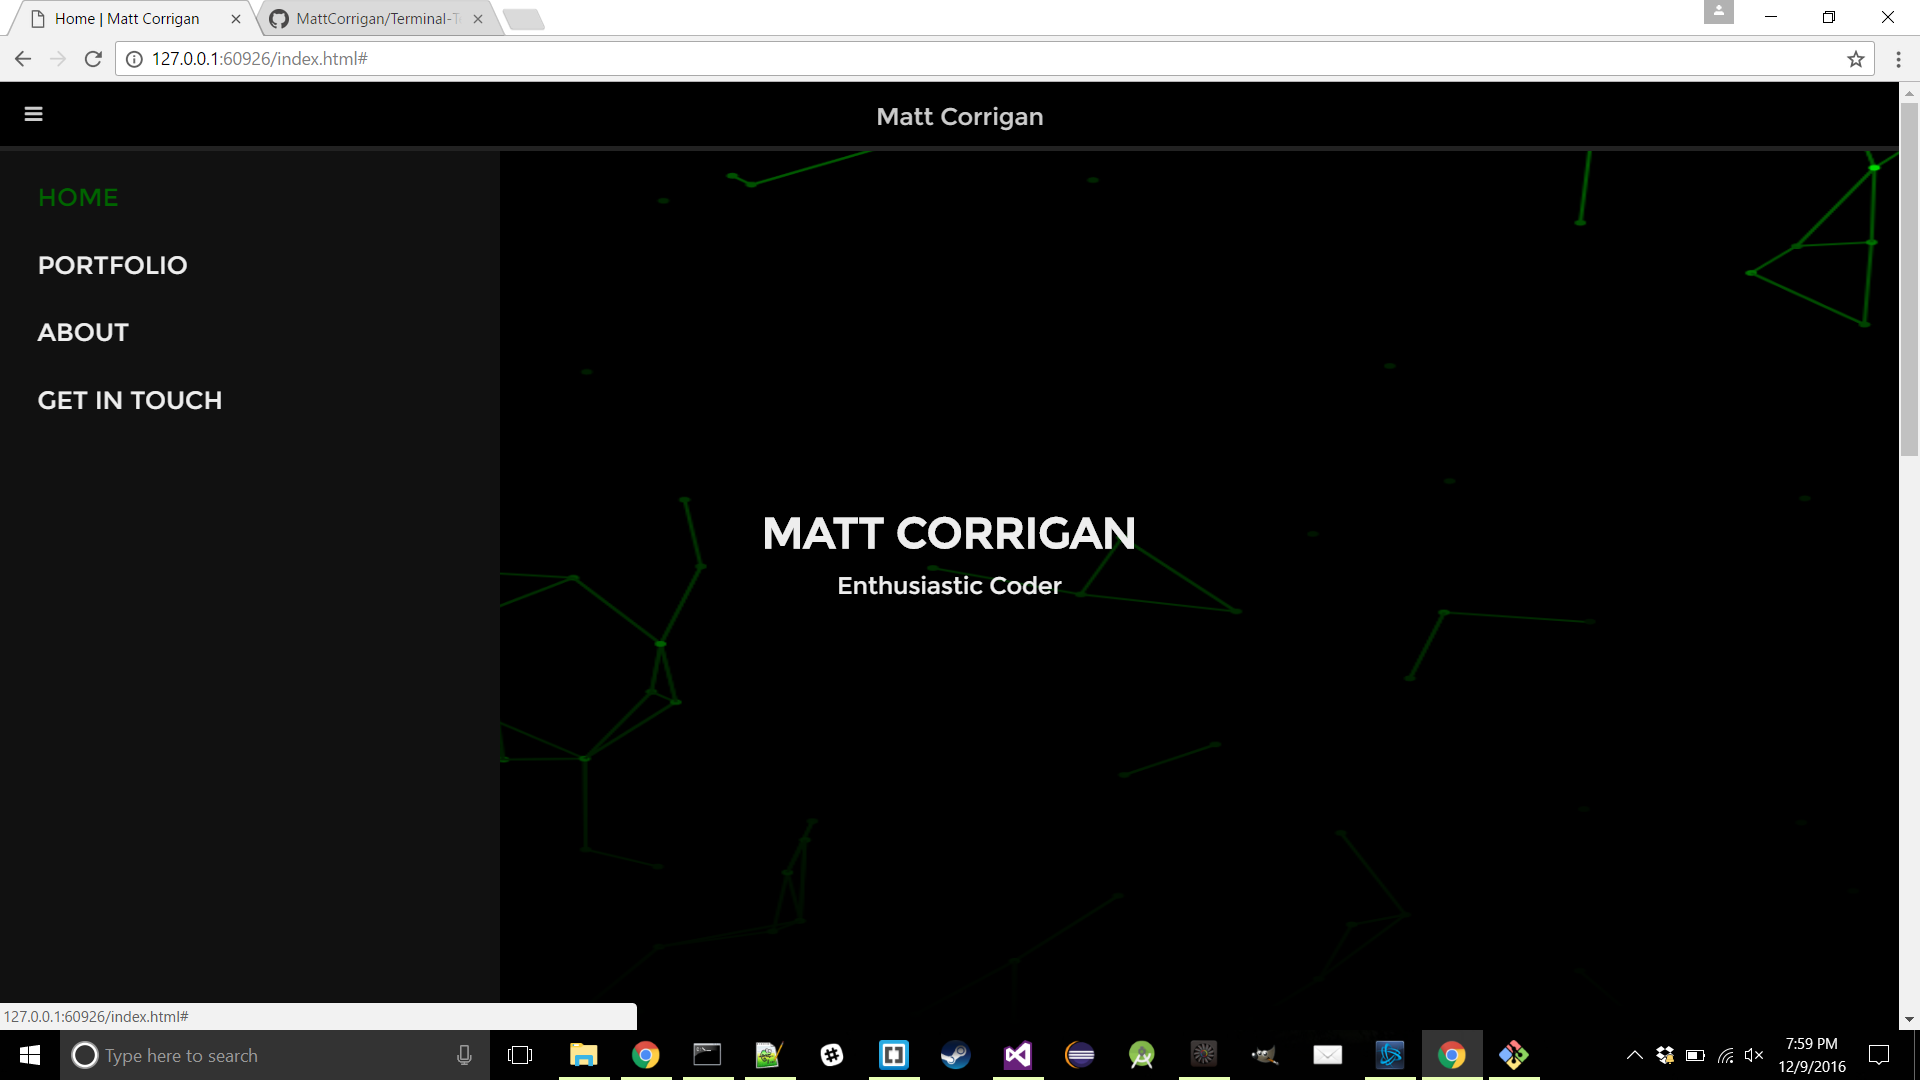 Home | Matt Corrigan
MattCorrigan/Terminal-T
127.0.0.1:60926/index.html#
Matt Corrigan
HOME
PORTFOLIO
ABOUT
GET IN TOUCH
MATT CORRIGAN
Enthusiastic Coder
127.0.0.1:60926/index.html#
Type here to search
7:59 PM
12/9/2016